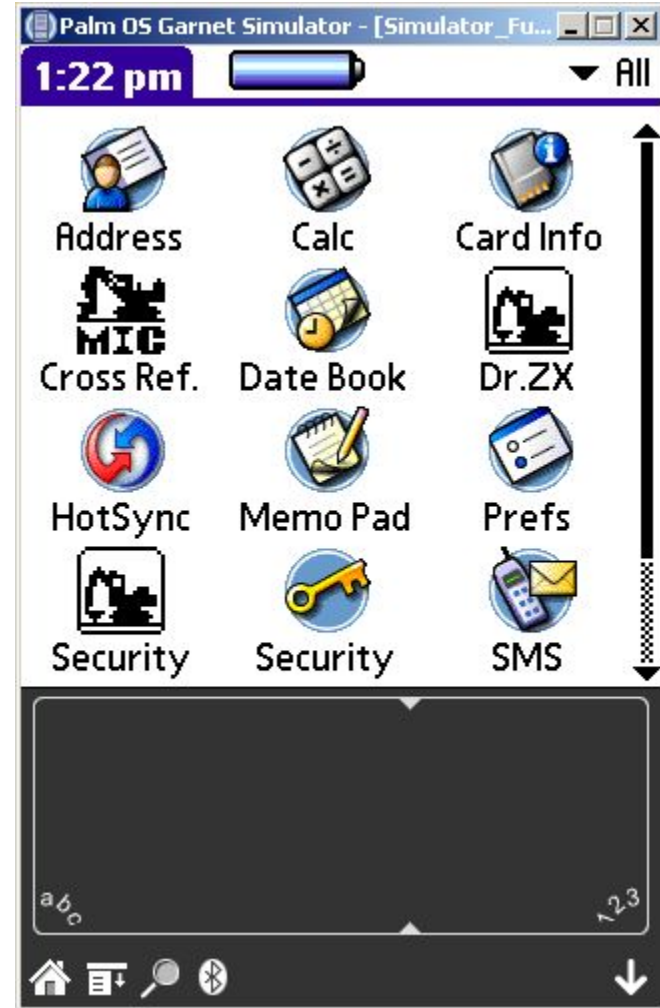 Palm OS Garnet Simulator - [Simulator_Fu...
1:22 pm All
Address Calc Card Info
MIC
Cross Ref. Date Book Dr.ZX
HotSync Memo Pad Prefs
Security Security SMS
abc 123